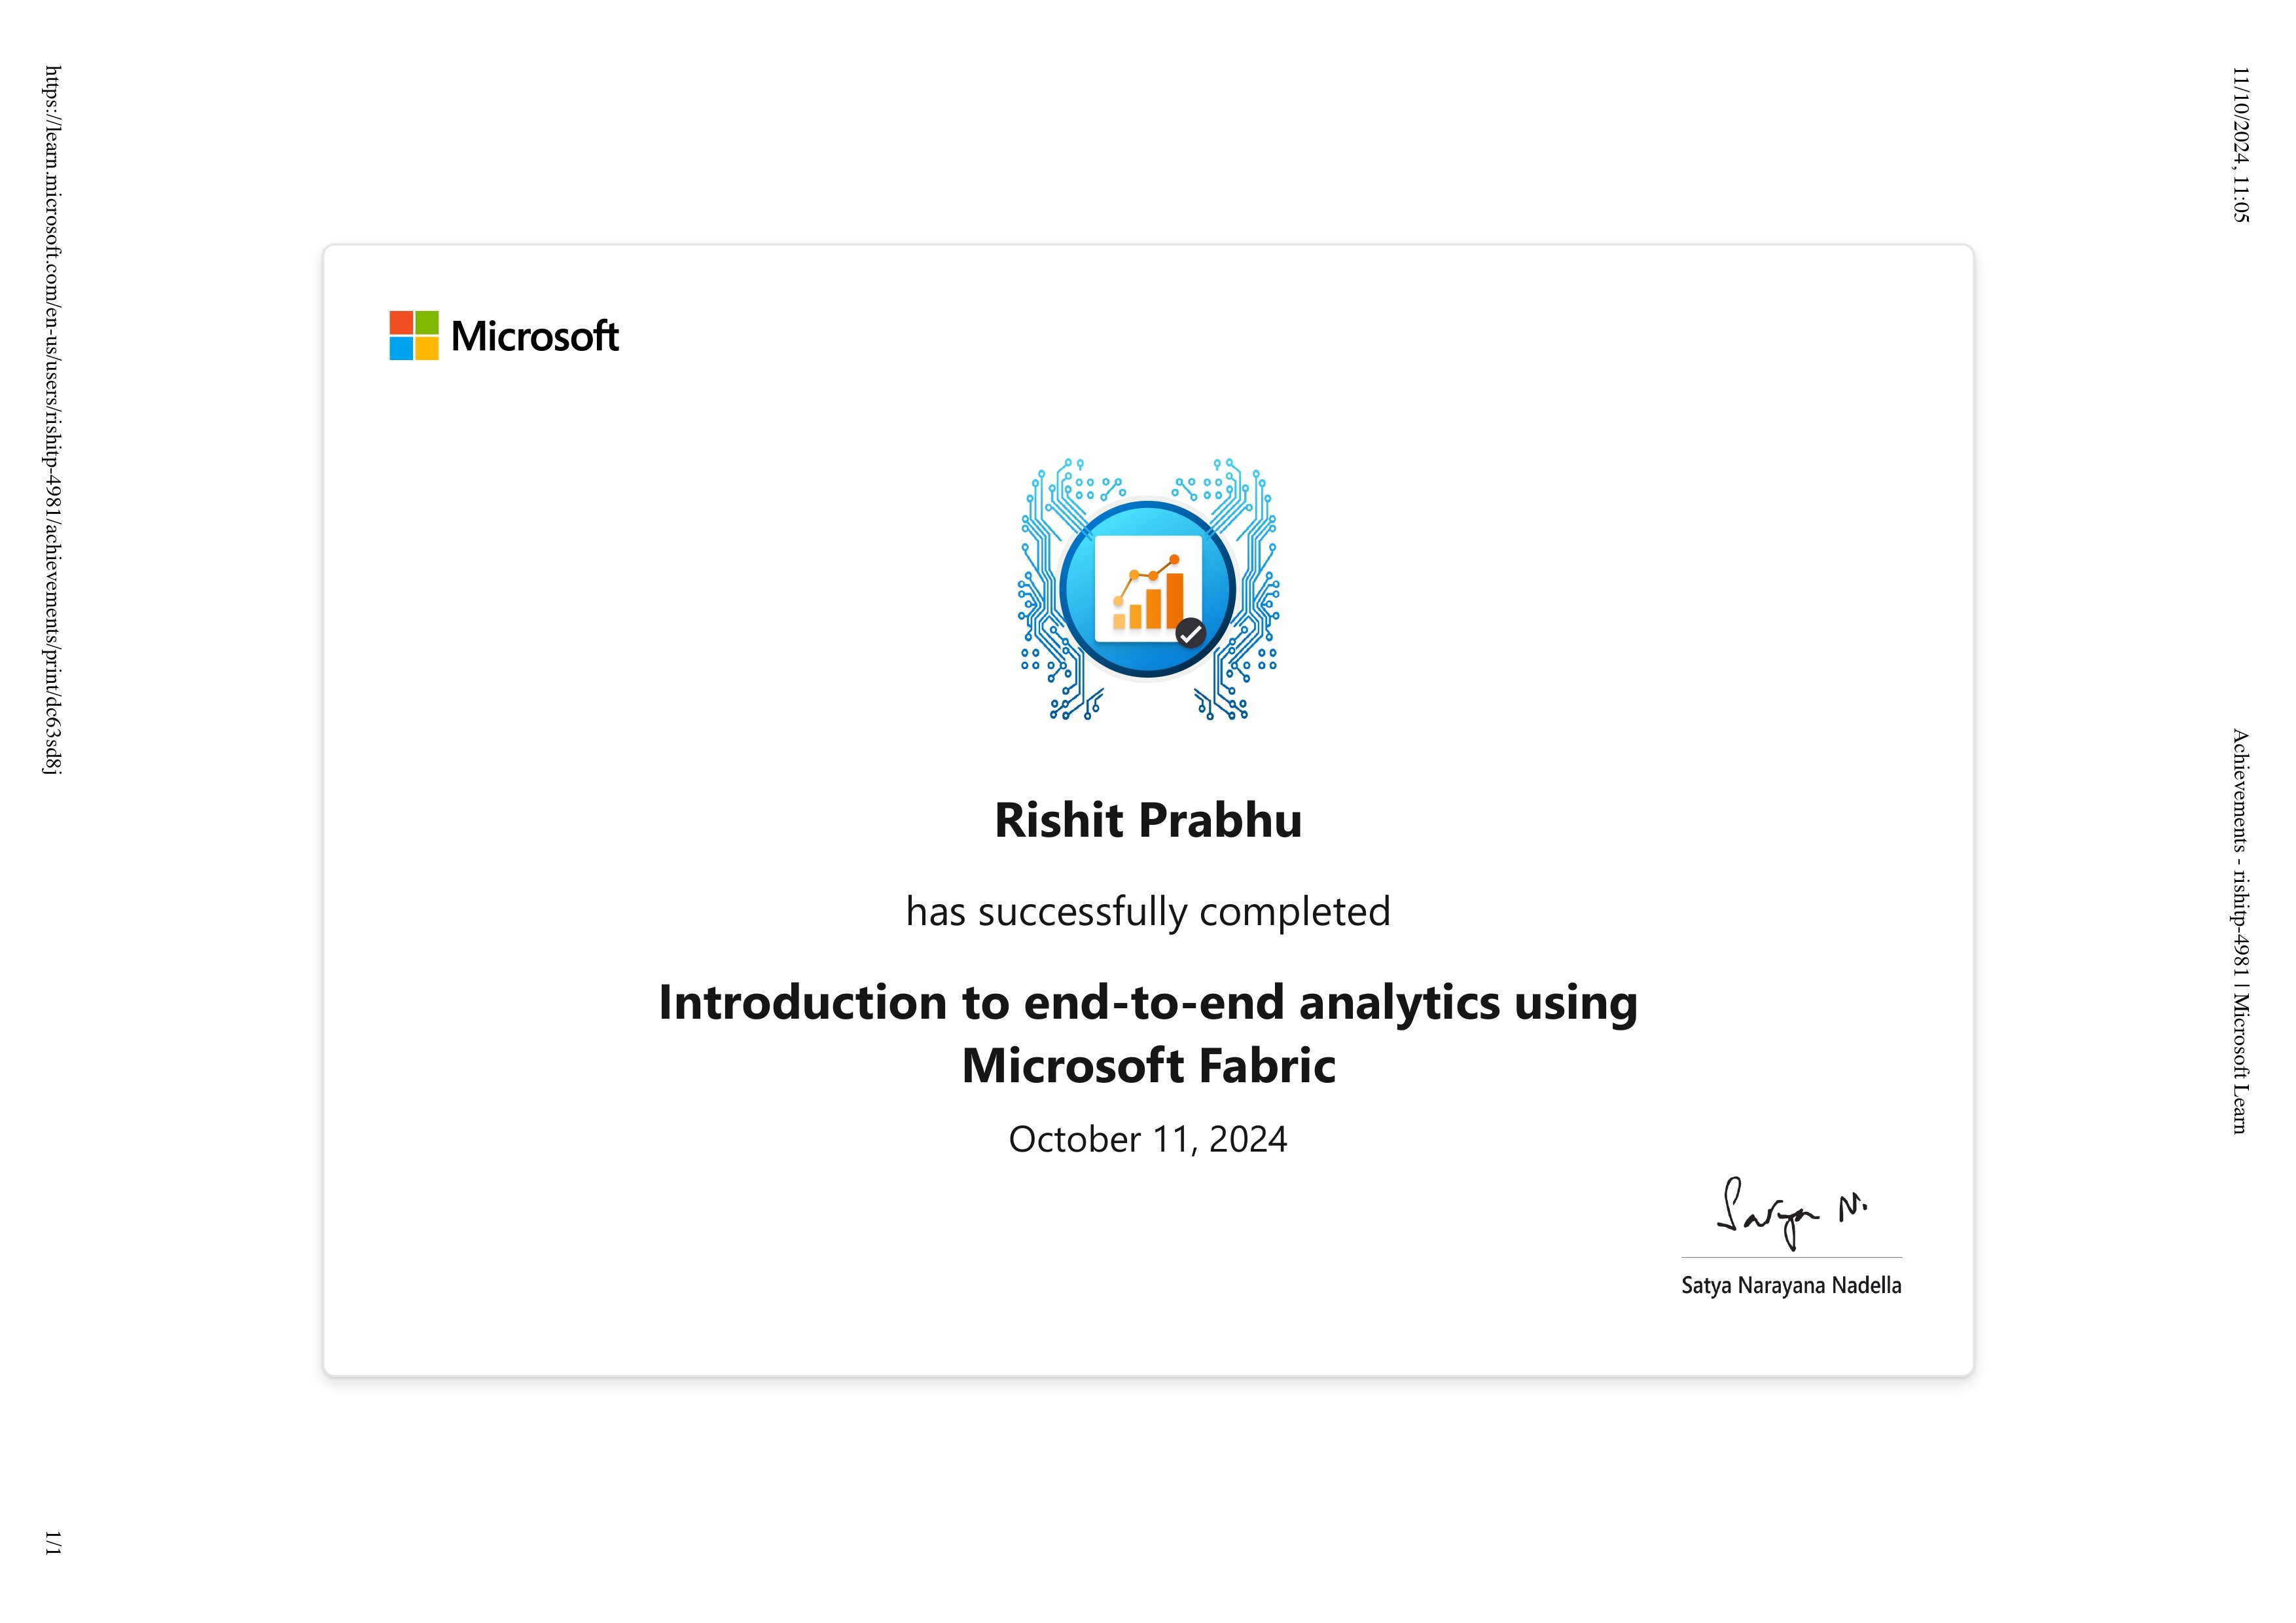 11/10/2024, 11:05
Achievements - rishitp-4981 | Microsoft Learn
Microsoft
Rishit Prabhu
has successfully completed
Introduction to end-to-end analytics using
Microsoft Fabric
October 11, 2024
Satya N.
Satya Narayana Nadella
https://learn.microsoft.com/en-us/users/rishitp-4981/achievements/print/dc63sd8j
1/1